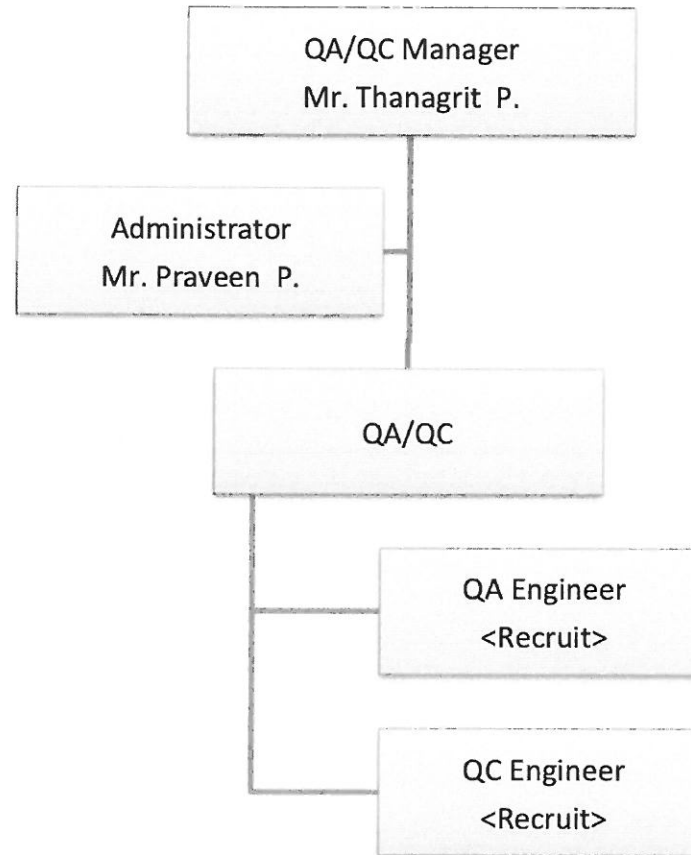 QA/QC Manager
Mr. Thanagrit P.
Administrator
Mr. Praveen P.
QA/QC
QA Engineer
<Recruit>
QC Engineer
<Recruit>